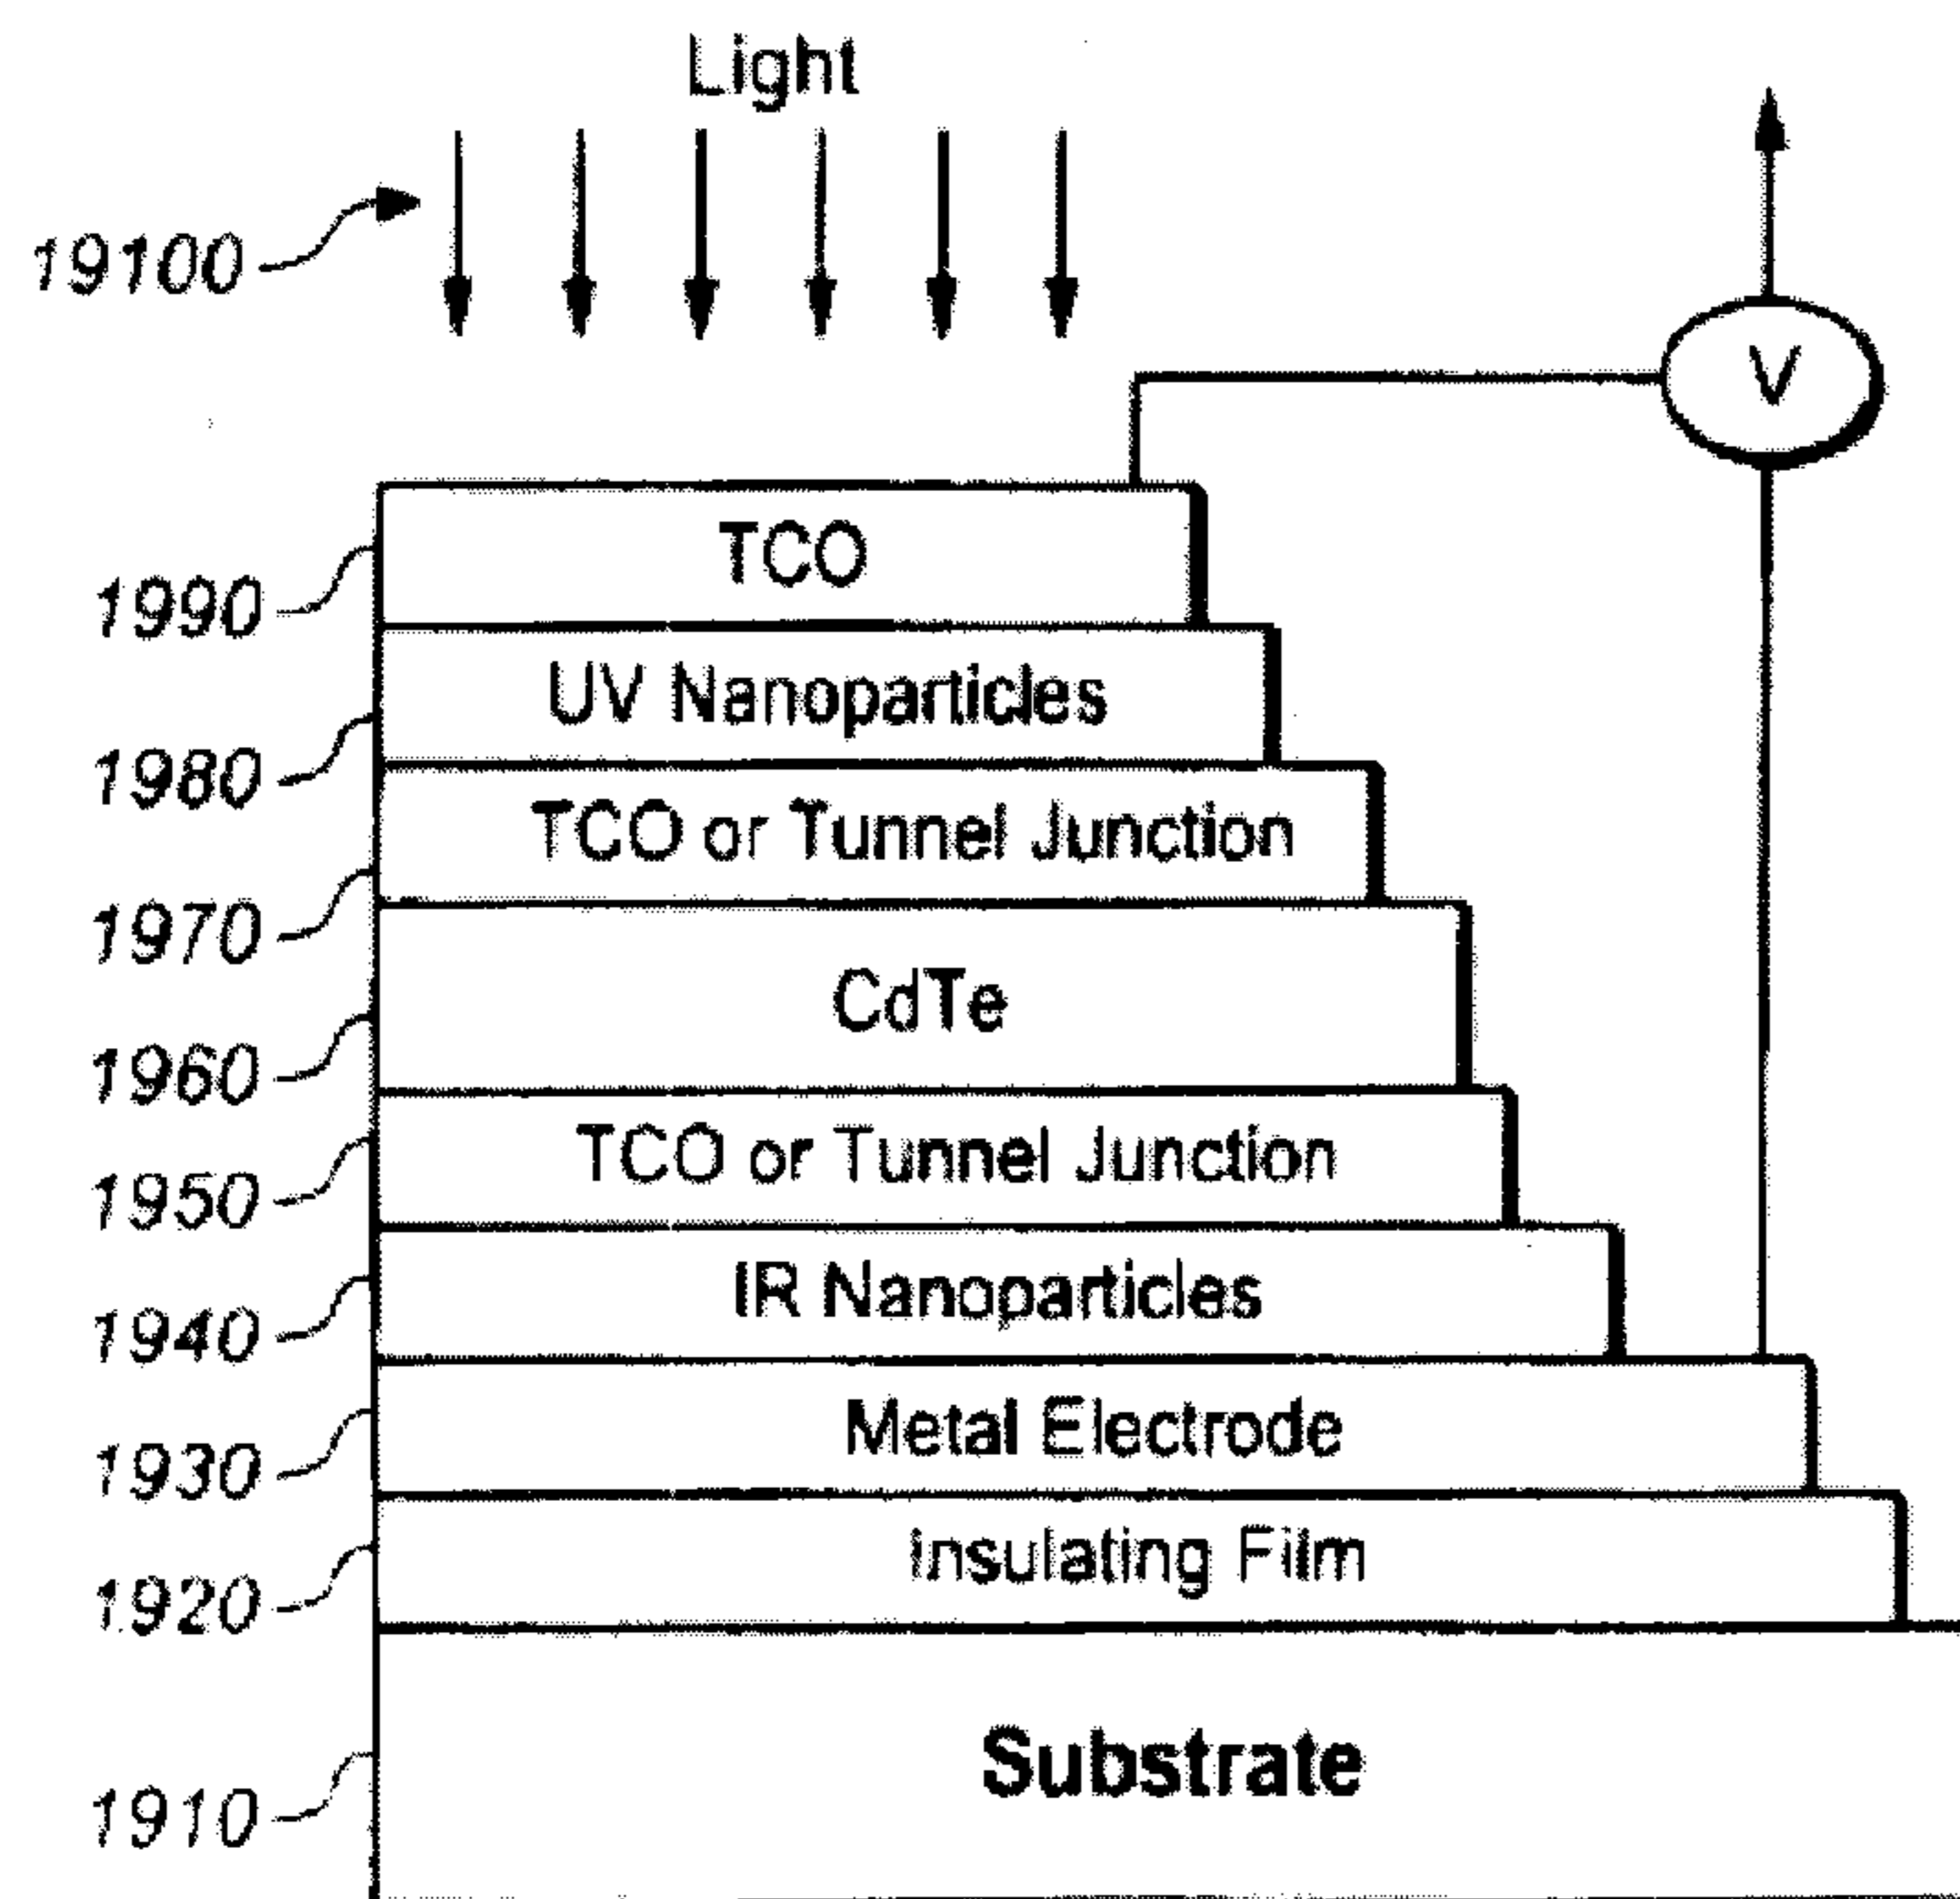 Light
19100
V
1990
TCO
1980
UV Nanoparticles
1970
TCO or Tunnel Junction
1960
CdTe
1950
TCO or Tunnel Junction
1940
IR Nanoparticles
1930
Metal Electrode
1920
Insulating Film
1910
Substrate